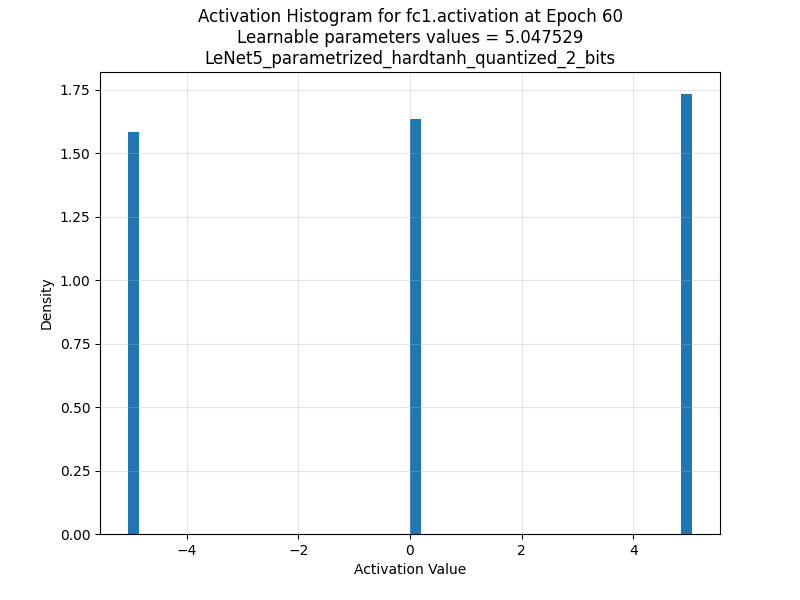 Activation Histogram for fc1.activation at Epoch 60
Learnable parameters values = 5.047529
LeNet5_parametrized_hardtanh_quantized_2_bits
1.75
1.50
1.25
1.00
0.75
0.50
0.25
0.00
Density
−4
−2
0
2
4
Activation Value